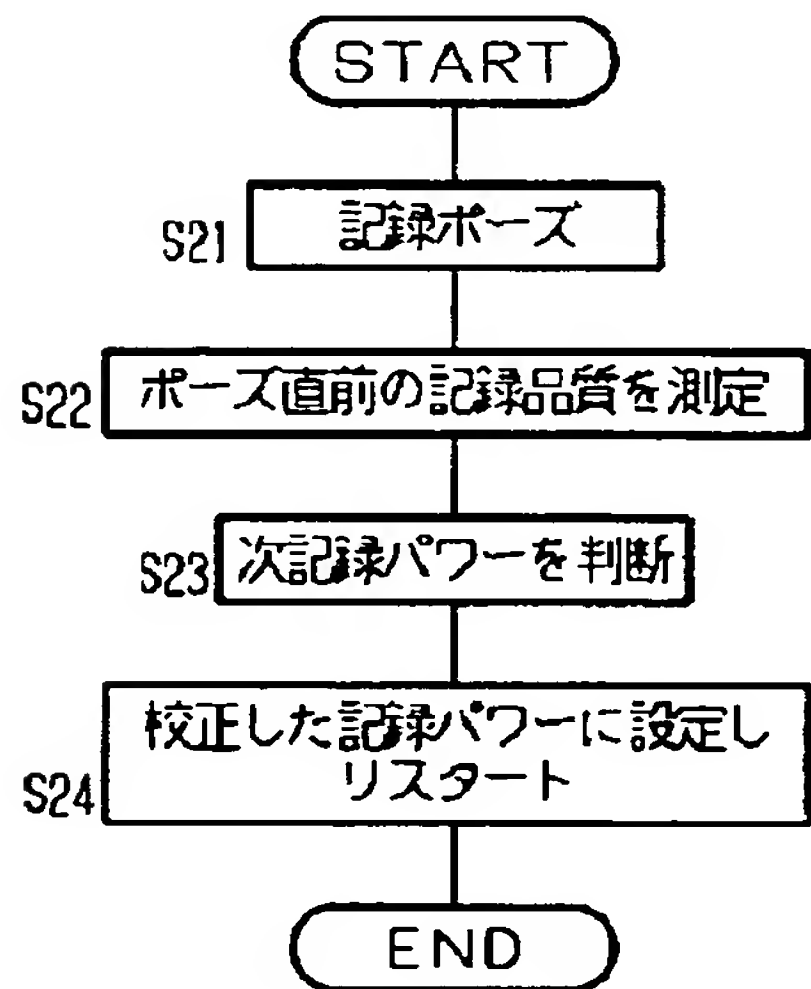 START
S21
記録ポーズ
S22
ポーズ直前の記録品質を測定
S23
次記録パワーを判断
S24
校正した記録パワーに設定し
リスタート
END